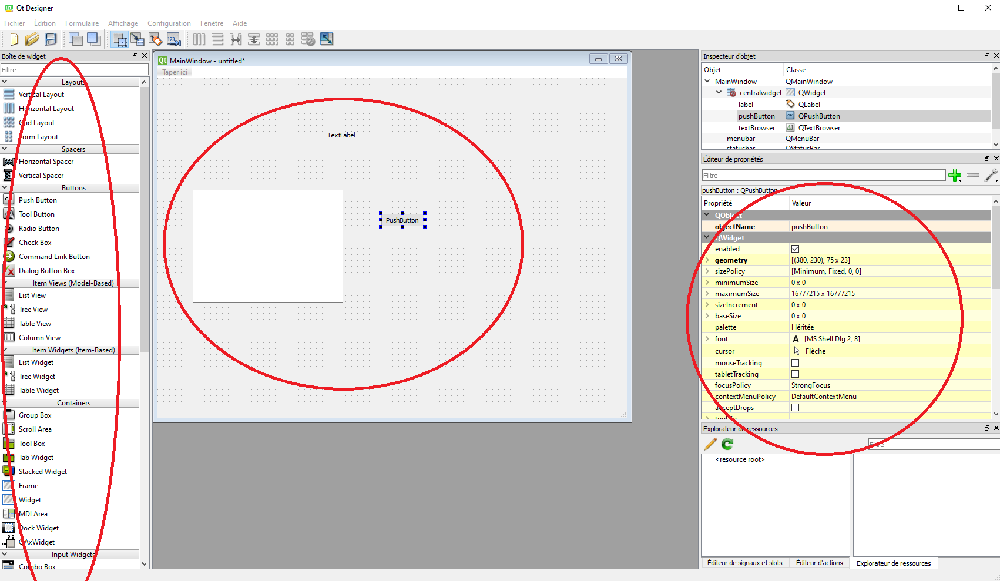 Qt Designer
Fichier Édition Formulaire Affichage Configuration Fenêtre Aide
Boîte de widget
Filtre
Layouts
Vertical Layout
Horizontal Layout
Grid Layout
Form Layout
Spacers
Horizontal Spacer
Vertical Spacer
Buttons
Push Button
Tool Button
Radio Button
Check Box
Command Link Button
Dialog Button Box
Item Views (Model-Based)
List View
Tree View
Table View
Column View
Item Widgets (Item-Based)
List Widget
Tree Widget
Table Widget
Containers
Group Box
Scroll Area
Tool Box
Tab Widget
Stacked Widget
Frame
Widget
MDI Area
Dock Widget
QAxWidget
Input Widgets
Combo Box
MainWindow - untitled*
Taper ici
TextLabel
PushButton
Inspecteur d'objet
Objet Classe
MainWindow QMainWindow
centralwidget QWidget
label QLabel
pushButton QPushButton
textBrowser QTextBrowser
menubar QMenuBar
statusbar QStatusBar
Éditeur de propriétés
Filtre
pushButton : QPushButton
Propriété Valeur
QObject
objectName pushButton
QWidget
enabled
geometry [(380, 230), 75 x 23]
sizePolicy [Minimum, Fixed, 0, 0]
minimumSize 0 x 0
maximumSize 16777215 x 16777215
sizeIncrement 0 x 0
baseSize 0 x 0
palette Héritée
font A [MS Shell Dlg 2, 8]
cursor Flèche
mouseTracking
tabletTracking
focusPolicy StrongFocus
contextMenuPolicy DefaultContextMenu
acceptDrops
Explorateur de ressources
Filtre
<resource root>
Éditeur de signaux et slots Éditeur d'actions Explorateur de ressources